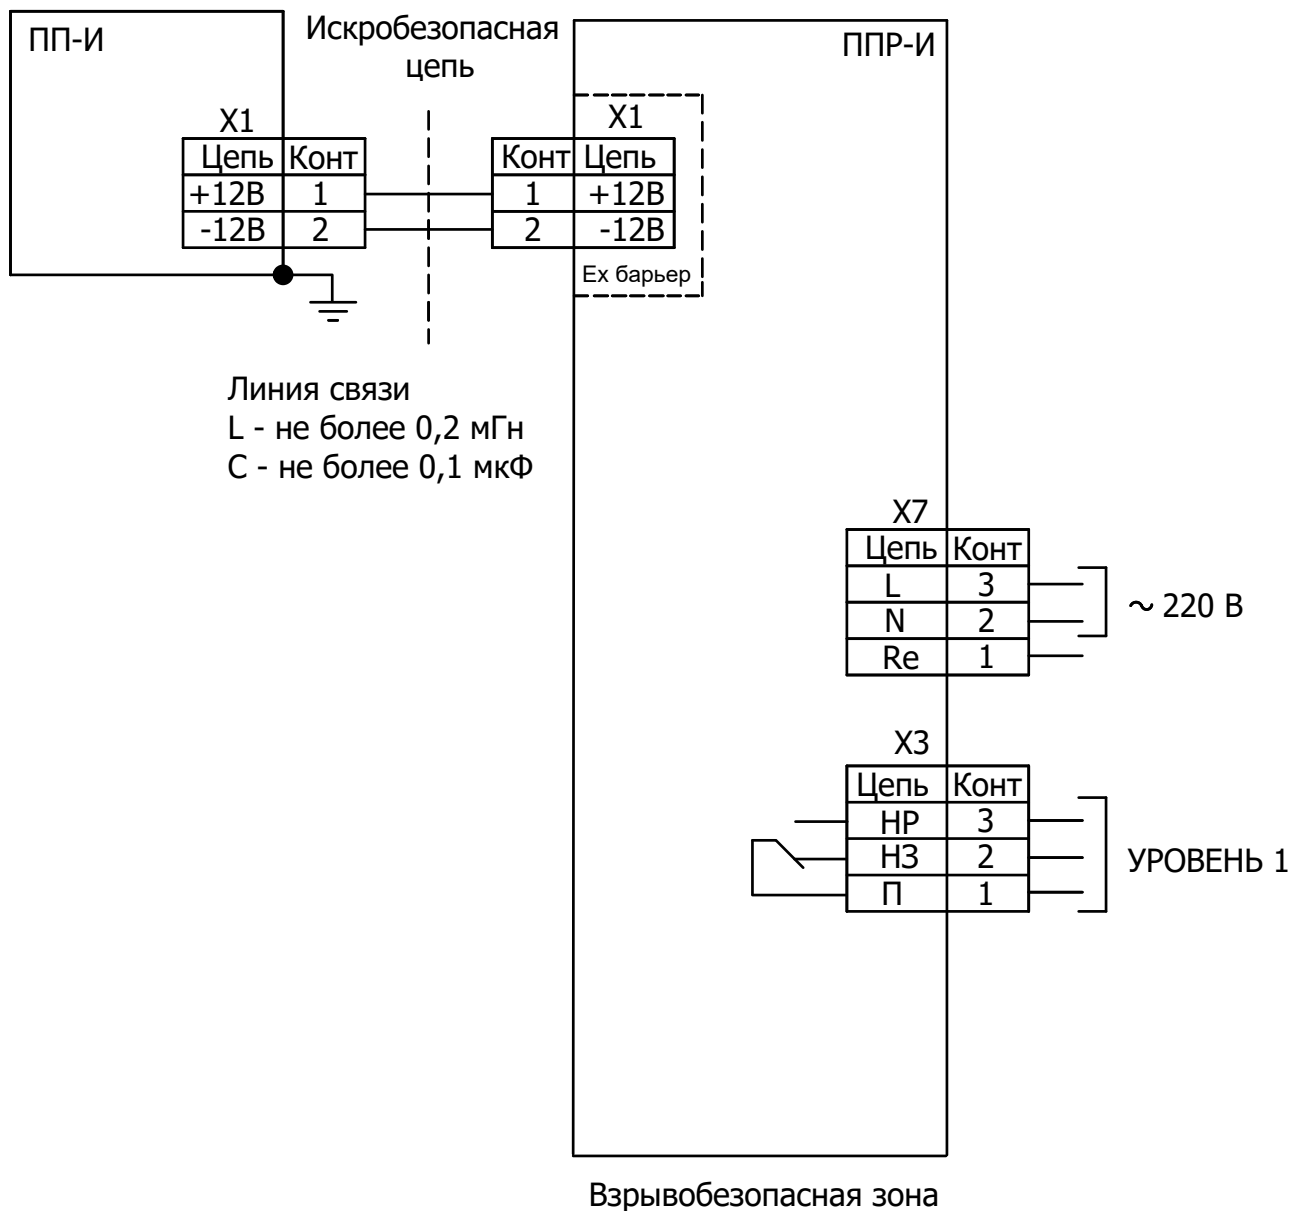 ПП-И
Искробезопасная
цепь
ППР-И
X1
Цепь Конт
+12В 1
-12В 2
X1
Конт Цепь
1 +12В
2 -12В
Ex барьер
Линия связи
L - не более 0,2 мГн
C - не более 0,1 мкФ
X7
Цепь Конт
L 3
N 2
Re 1
~ 220 В
X3
Цепь Конт
НР 3
НЗ 2
П 1
УРОВЕНЬ 1
Взрывобезопасная зона